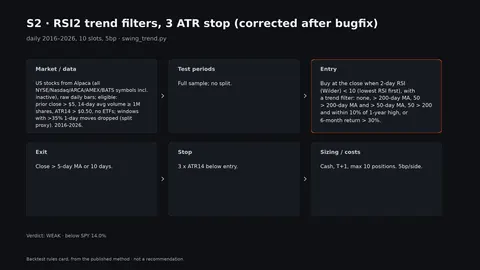 S2 · RSI2 trend filters, 3 ATR stop (corrected after bugfix)
daily 2016–2026, 10 slots, 5bp · swing_trend.py
Market / data
US stocks from Alpaca (all
NYSE/Nasdaq/ARCA/AMEX/BATS symbols incl.
inactive), raw daily bars; eligible:
prior close > $5, 14-day avg volume ≥ 1M
shares, ATR14 > $0.50, no ETFs; windows
with >35% 1-day moves dropped (split
proxy). 2016-2026.
Test periods
Full sample; no split.
Entry
Buy at the close when 2-day RSI
(Wilder) < 10 (lowest RSI first), with
a trend filter: none, > 200-day MA, 50
> 200-day MA and > 50-day MA, 50 > 200
and within 10% of 1-year high, or
6-month return > 30%.
Exit
Close > 5-day MA or 10 days.
Stop
3 x ATR14 below entry.
Sizing / costs
Cash, T+1, max 10 positions. 5bp/side.
Verdict: WEAK · below SPY 14.0%
Backtest rules card, from the published method · not a recommendation.